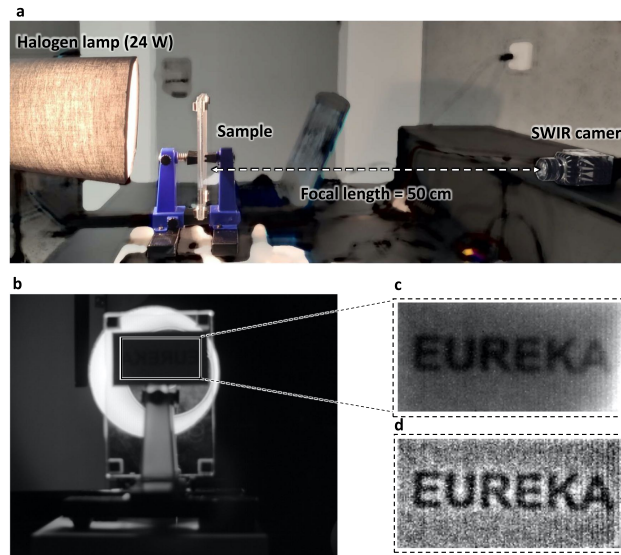 a
Halogen lamp (24 W)
Sample
SWIR camer
Focal length = 50 cm
b
c
EUREKA
d
EUREKA